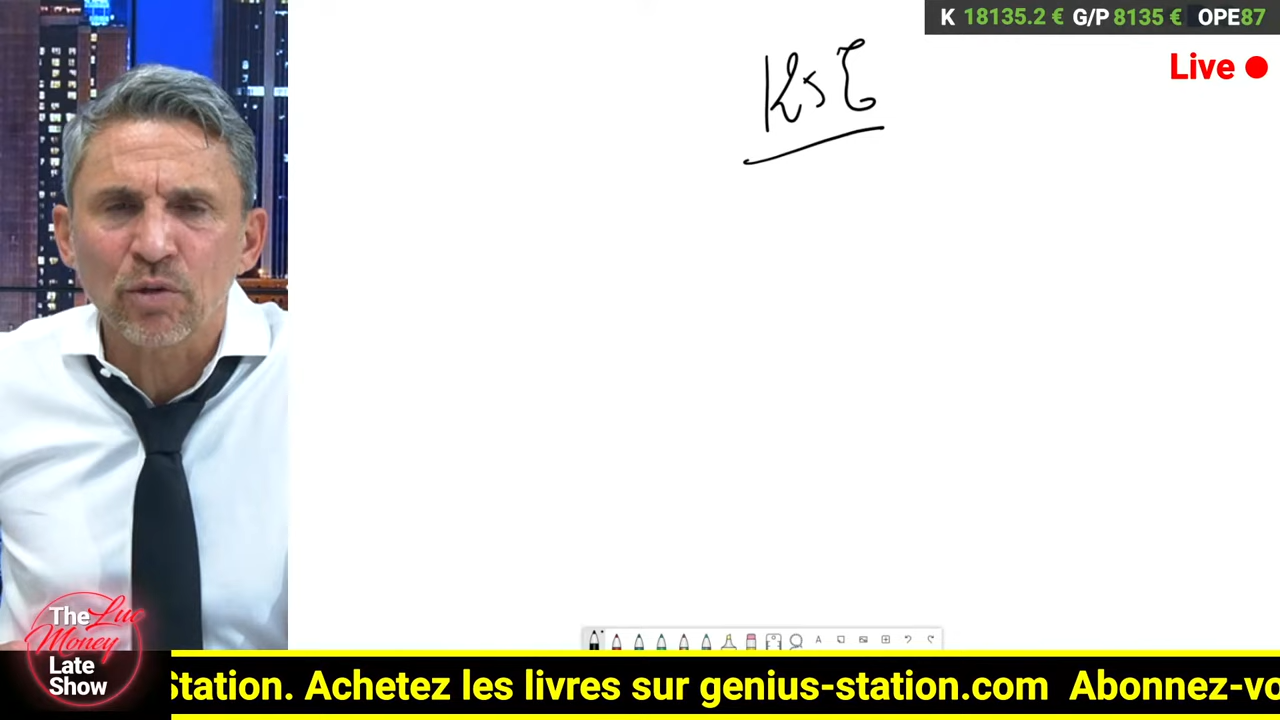 K 18135.2 € G/P 8135 € OPE87
Live
The Luc
Money
Late
Show
Station. Achetez les livres sur genius-station.com Abonnez-vo